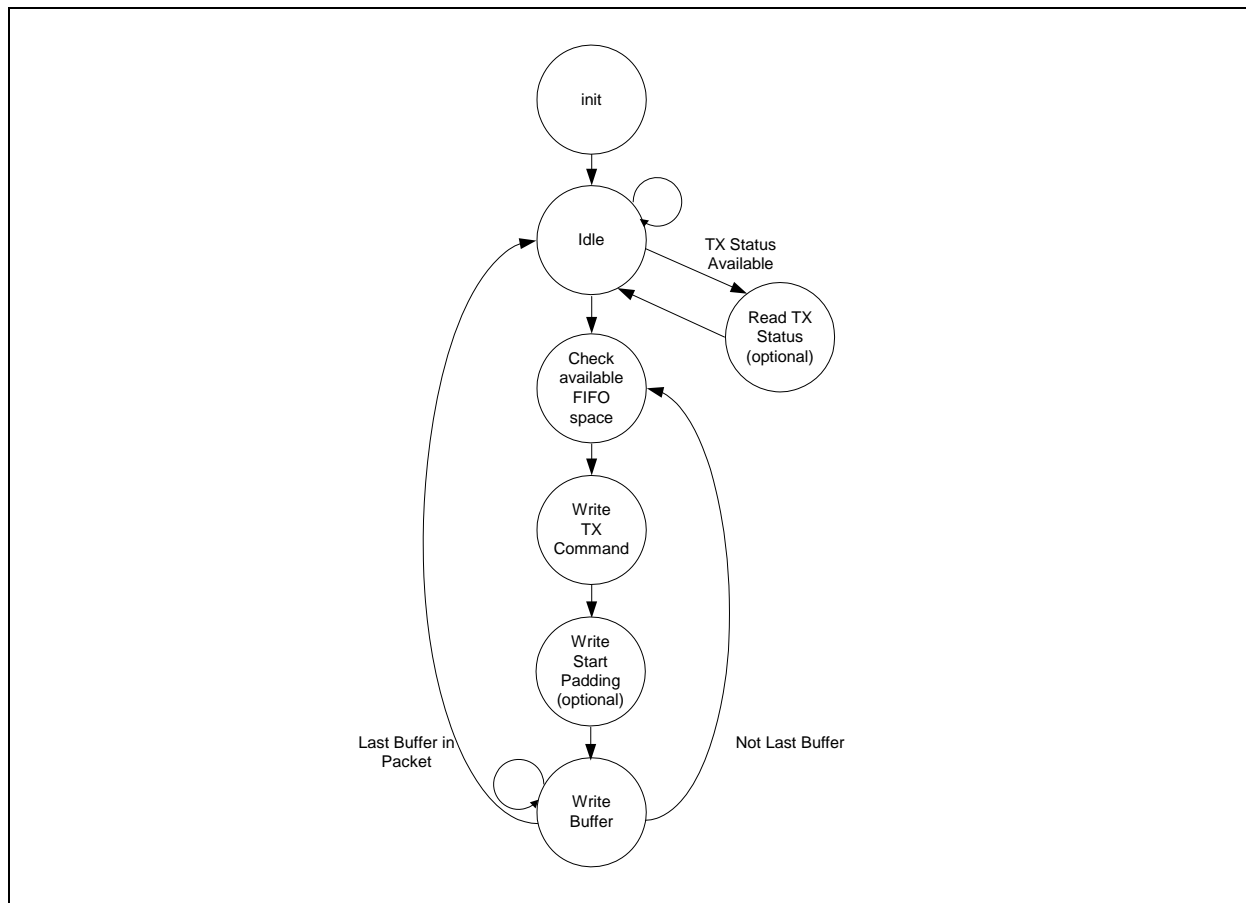 init
Idle
TX Status
Available
Read TX
Status
(optional)
Check
available
FIFO
space
Write
TX
Command
Write
Start
Padding
(optional)
Last Buffer in
Packet
Not Last Buffer
Write
Buffer